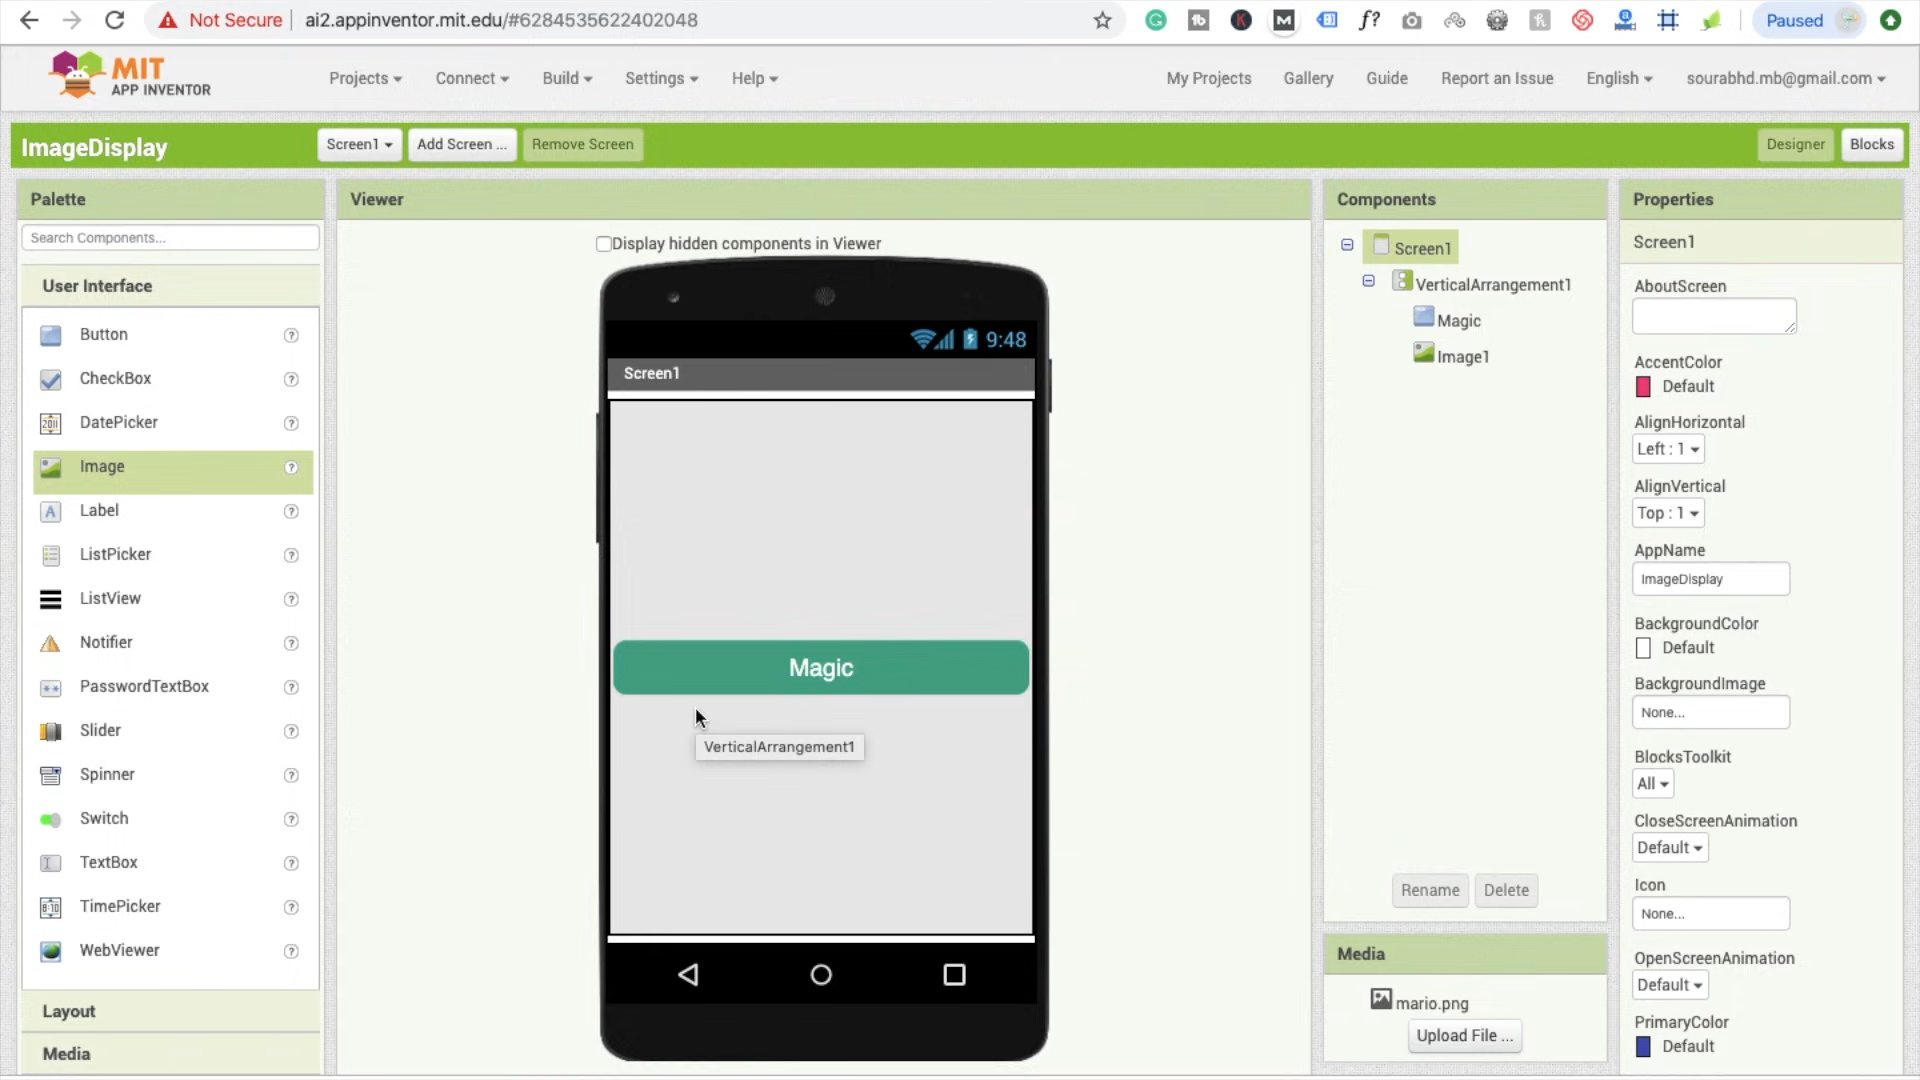 Not Secure ai2.appinventor.mit.edu/#6284535622402048 Paused
MIT
APP INVENTOR
Projects Connect Build Settings Help My Projects Gallery Guide Report an Issue English sourabhd.mb@gmail.com
ImageDisplay Screen1 Add Screen ... Remove Screen Designer Blocks
Palette Viewer Components Properties
Search Components...
Display hidden components in Viewer
Screen1
Screen1
User Interface
VerticalArrangement1
AboutScreen
Button
Magic
9:48
Image1
AccentColor
Default
CheckBox
Screen1
DatePicker
AlignHorizontal
Left : 1
Image
AlignVertical
Top : 1
Label
AppName
ImageDisplay
ListPicker
ListView
BackgroundColor
Default
Notifier
Magic
BackgroundImage
None...
PasswordTextBox
VerticalArrangement1
Slider
BlocksToolkit
All
Spinner
Switch
CloseScreenAnimation
Default
TextBox
Rename Delete
Icon
None...
TimePicker
WebViewer
Media
OpenScreenAnimation
Default
mario.png
Layout
Upload File ...
PrimaryColor
Default
Media